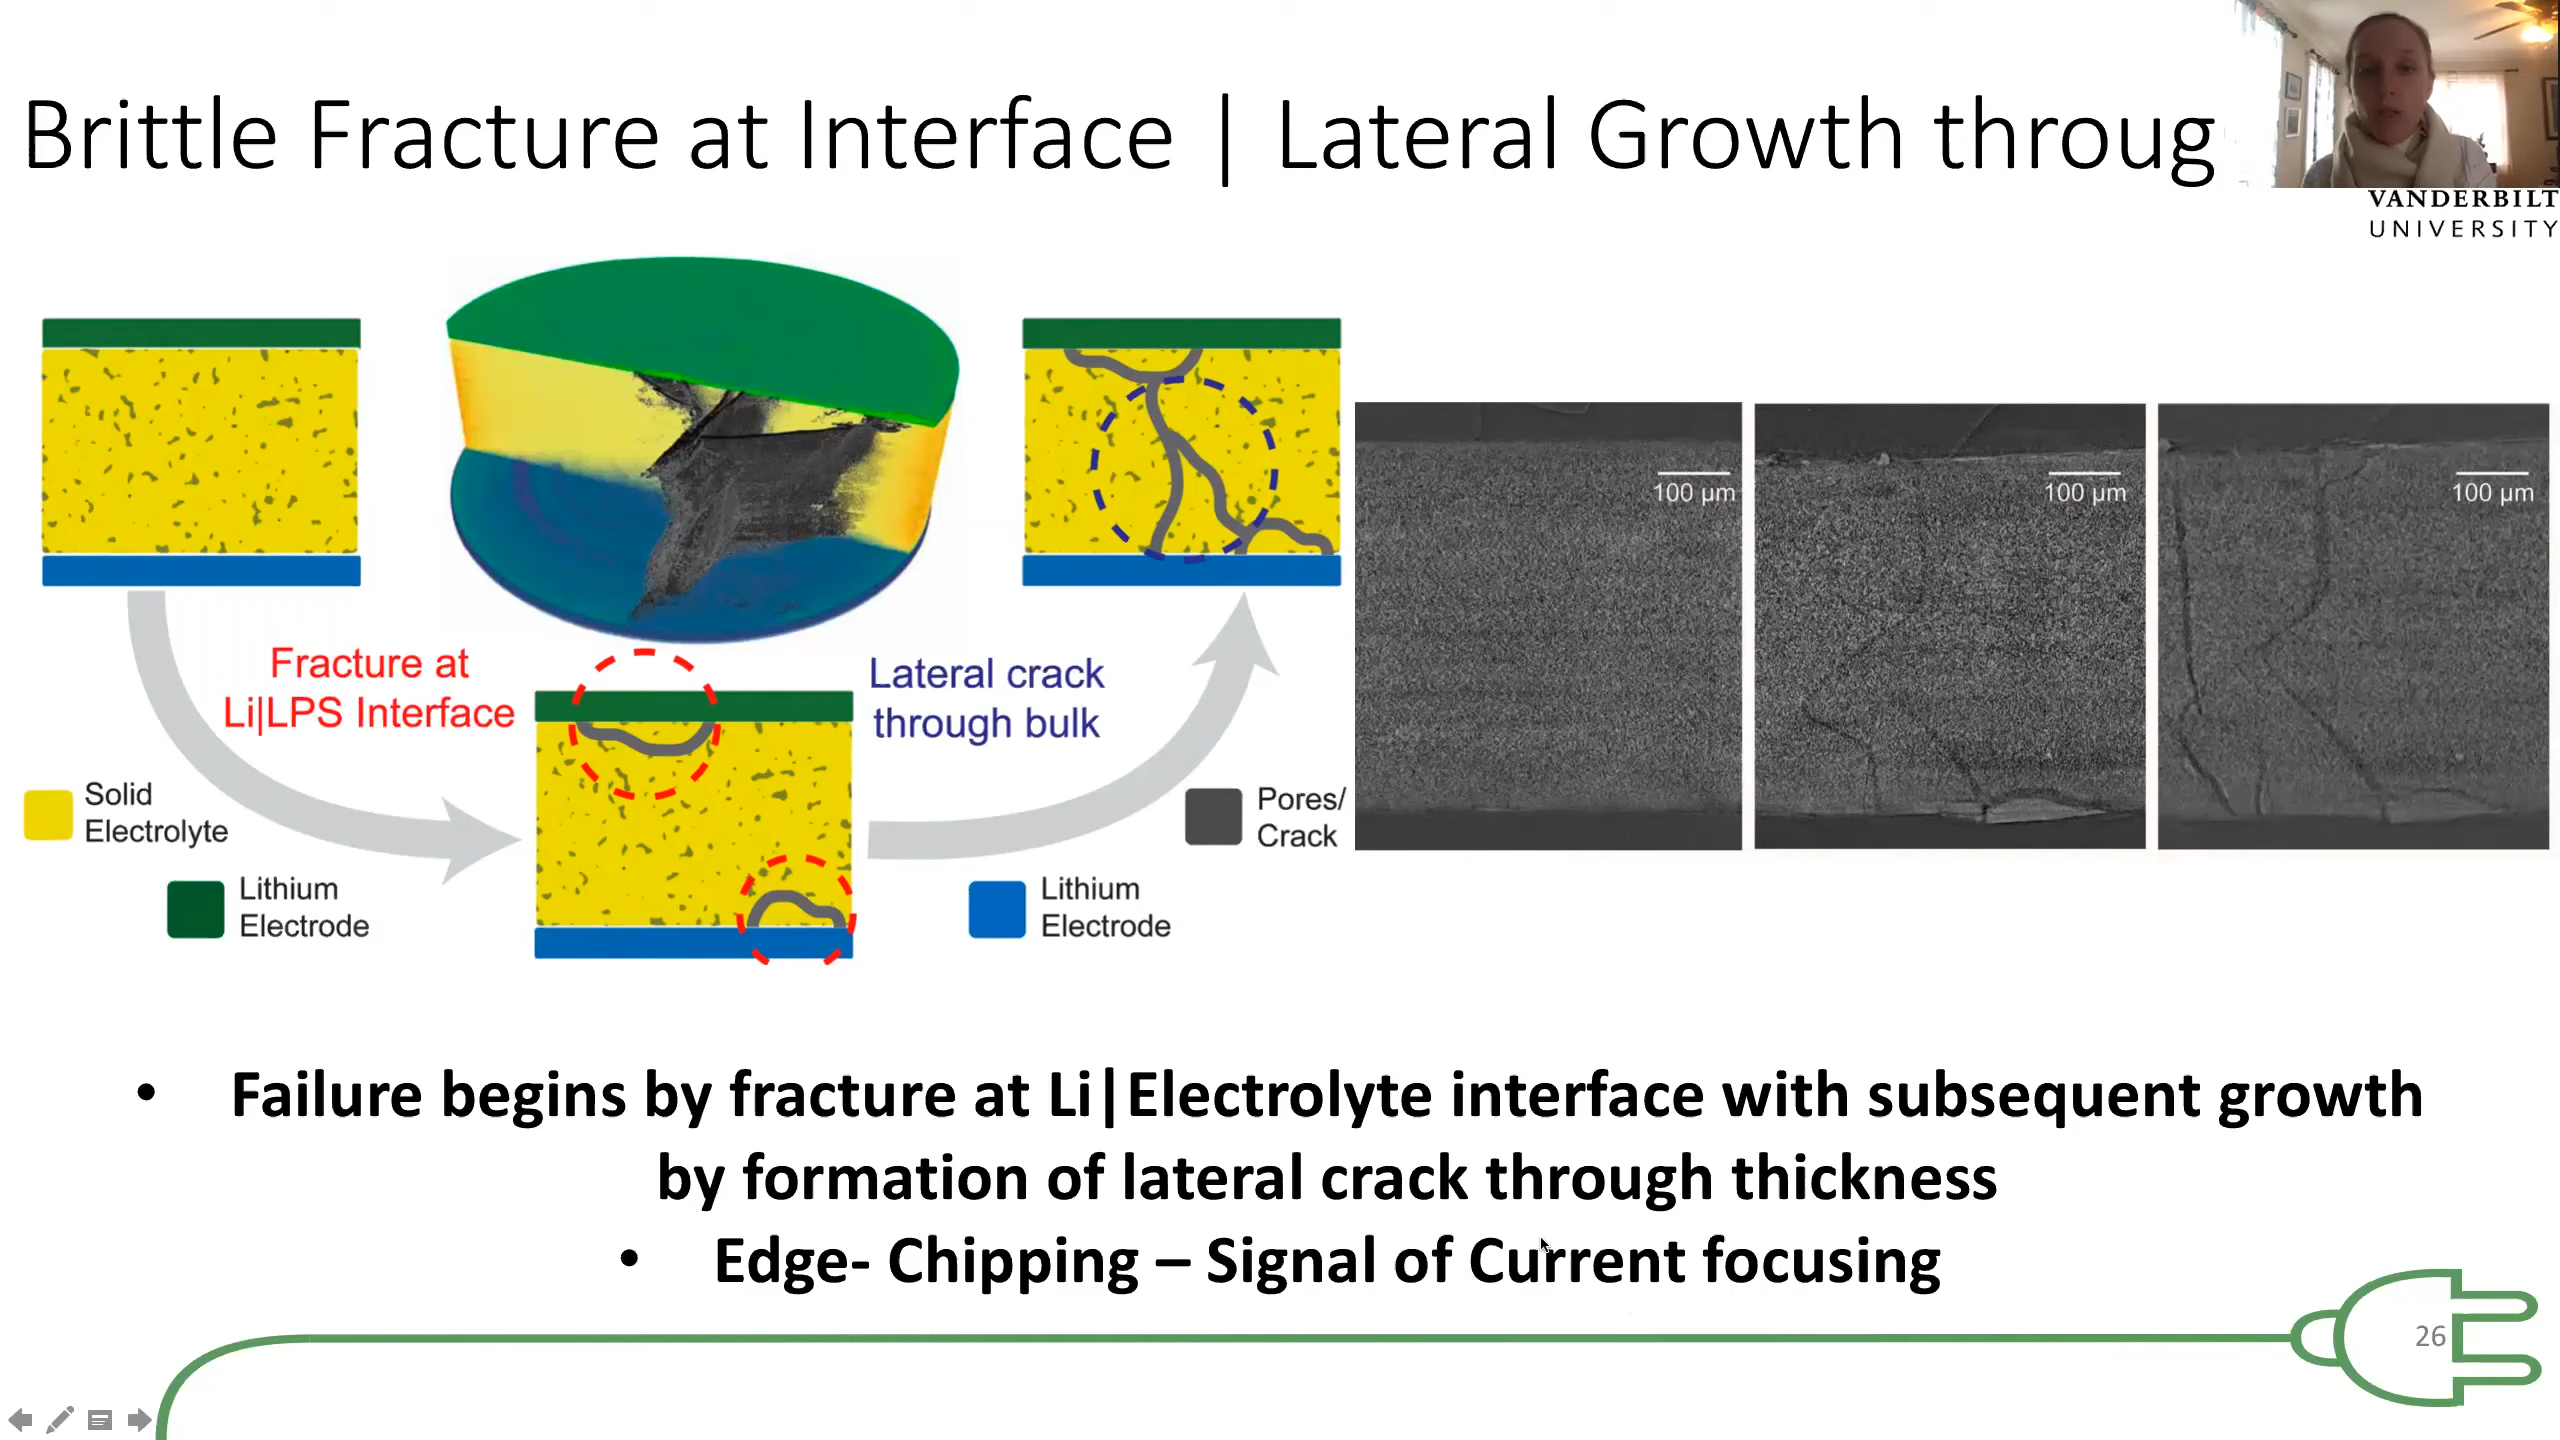 Brittle Fracture at Interface | Lateral Growth throug
VANDERBILT
UNIVERSITY
Fracture at
Li|LPS Interface
Lateral crack
through bulk
Solid
Electrolyte
Lithium
Electrode
Lithium
Electrode
Pores/
Crack
100 µm
100 µm
100 µm
• Failure begins by fracture at Li|Electrolyte interface with subsequent growth
by formation of lateral crack through thickness
• Edge- Chipping – Signal of Current focusing
26